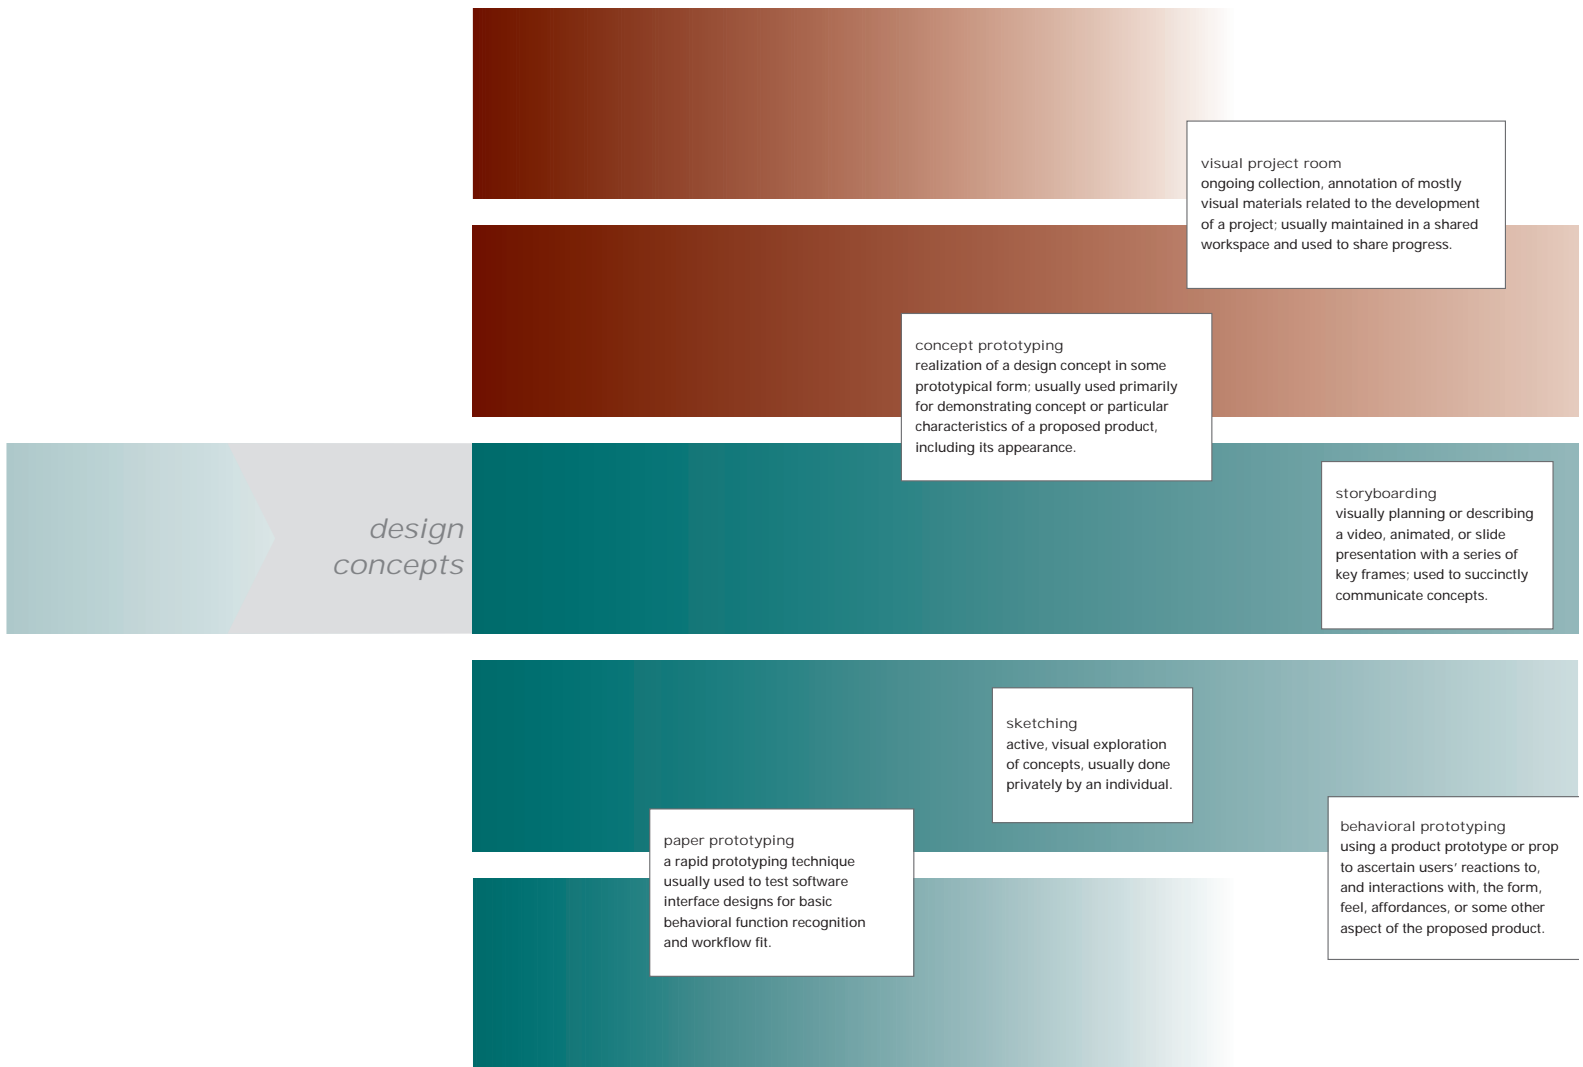 visual project room
ongoing collection, annotation of mostly
visual materials related to the development
of a project; usually maintained in a shared
workspace and used to share progress.
concept prototyping
realization of a design concept in some
prototypical form; usually used primarily
for demonstrating concept or particular
characteristics of a proposed product,
including its appearance.
design
concepts
storyboarding
visually planning or describing
a video, animated, or slide
presentation with a series of
key frames; used to succinctly
communicate concepts.
sketching
active, visual exploration
of concepts, usually done
privately by an individual.
paper prototyping
a rapid prototyping technique
usually used to test software
interface designs for basic
behavioral function recognition
and workflow fit.
behavioral prototyping
using a product prototype or prop
to ascertain users’ reactions to,
and interactions with, the form,
feel, affordances, or some other
aspect of the proposed product.